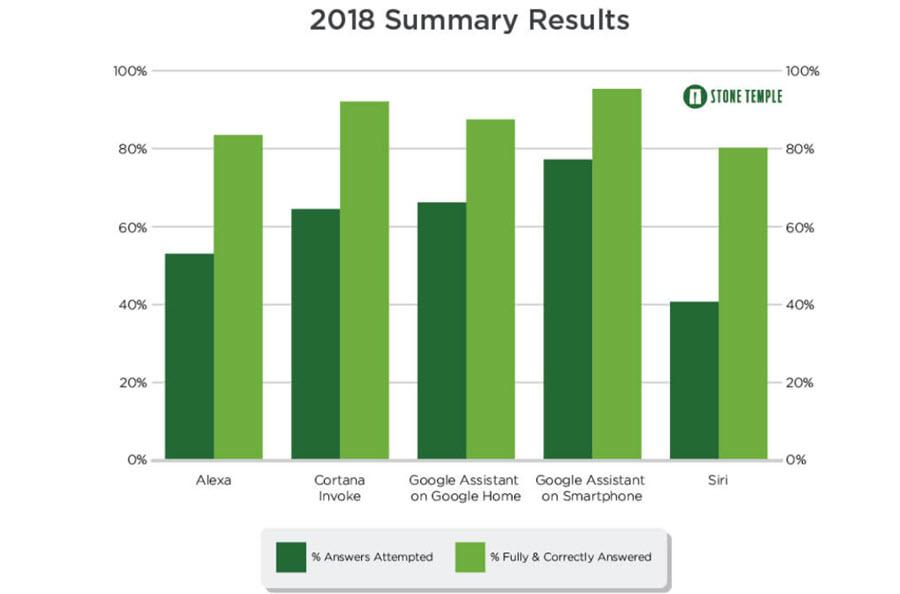 2018 Summary Results
100%
100%
STONE TEMPLE
80%
80%
60%
60%
40%
40%
20%
20%
0%
0%
Alexa
Cortana
Invoke
Google Assistant
on Google Home
Google Assistant
on Smartphone
Siri
% Answers Attempted
% Fully & Correctly Answered